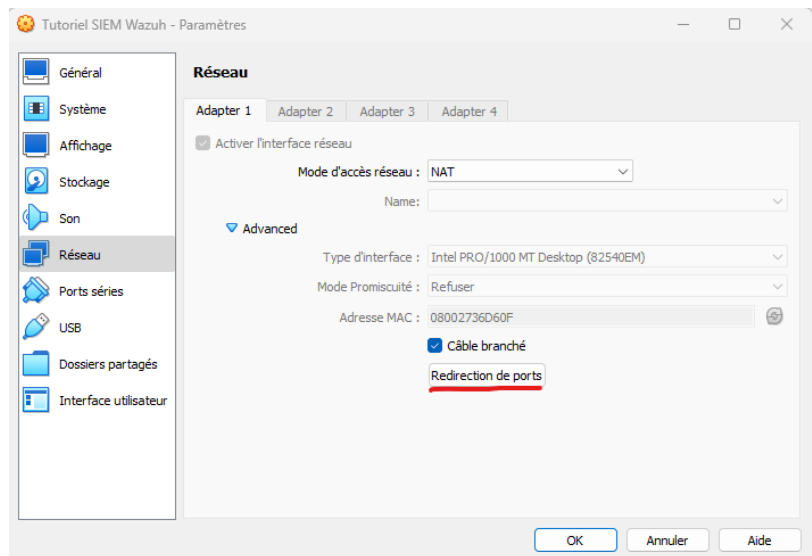 Tutoriel SIEM Wazuh - Paramètres
Général
Système
Affichage
Stockage
Son
Réseau
Ports séries
USB
Dossiers partagés
Interface utilisateur
Réseau
Adapter 1 Adapter 2 Adapter 3 Adapter 4
Activer l'interface réseau
Mode d'accès réseau : NAT
Name:
Advanced
Type d'interface : Intel PRO/1000 MT Desktop (82540EM)
Mode Promiscuité : Refuser
Adresse MAC : 08002736D60F
Câble branché
Redirection de ports
OK Annuler Aide